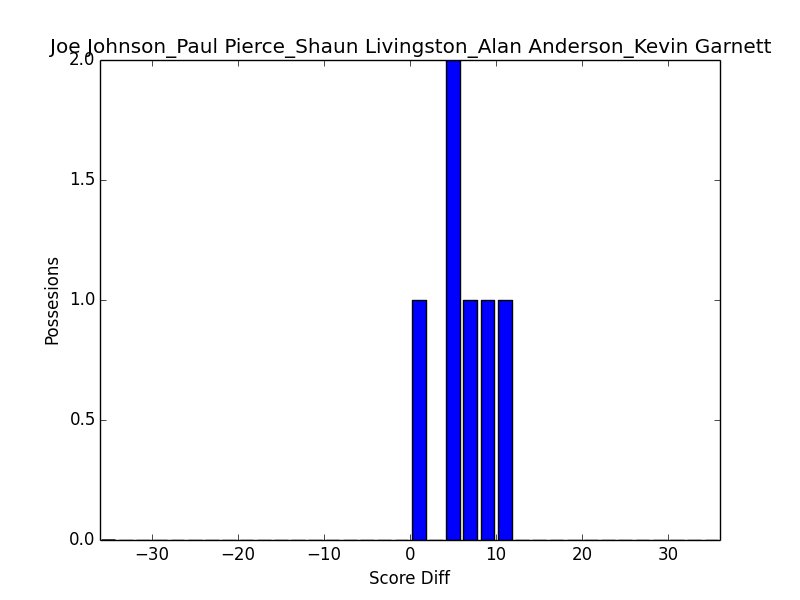 Joe Johnson_Paul Pierce_Shaun Livingston_Alan Anderson_Kevin Garnett
2.0
1.5
1.0
0.5
0.0
Possesions
−30 −20 −10 0 10 20 30
Score Diff